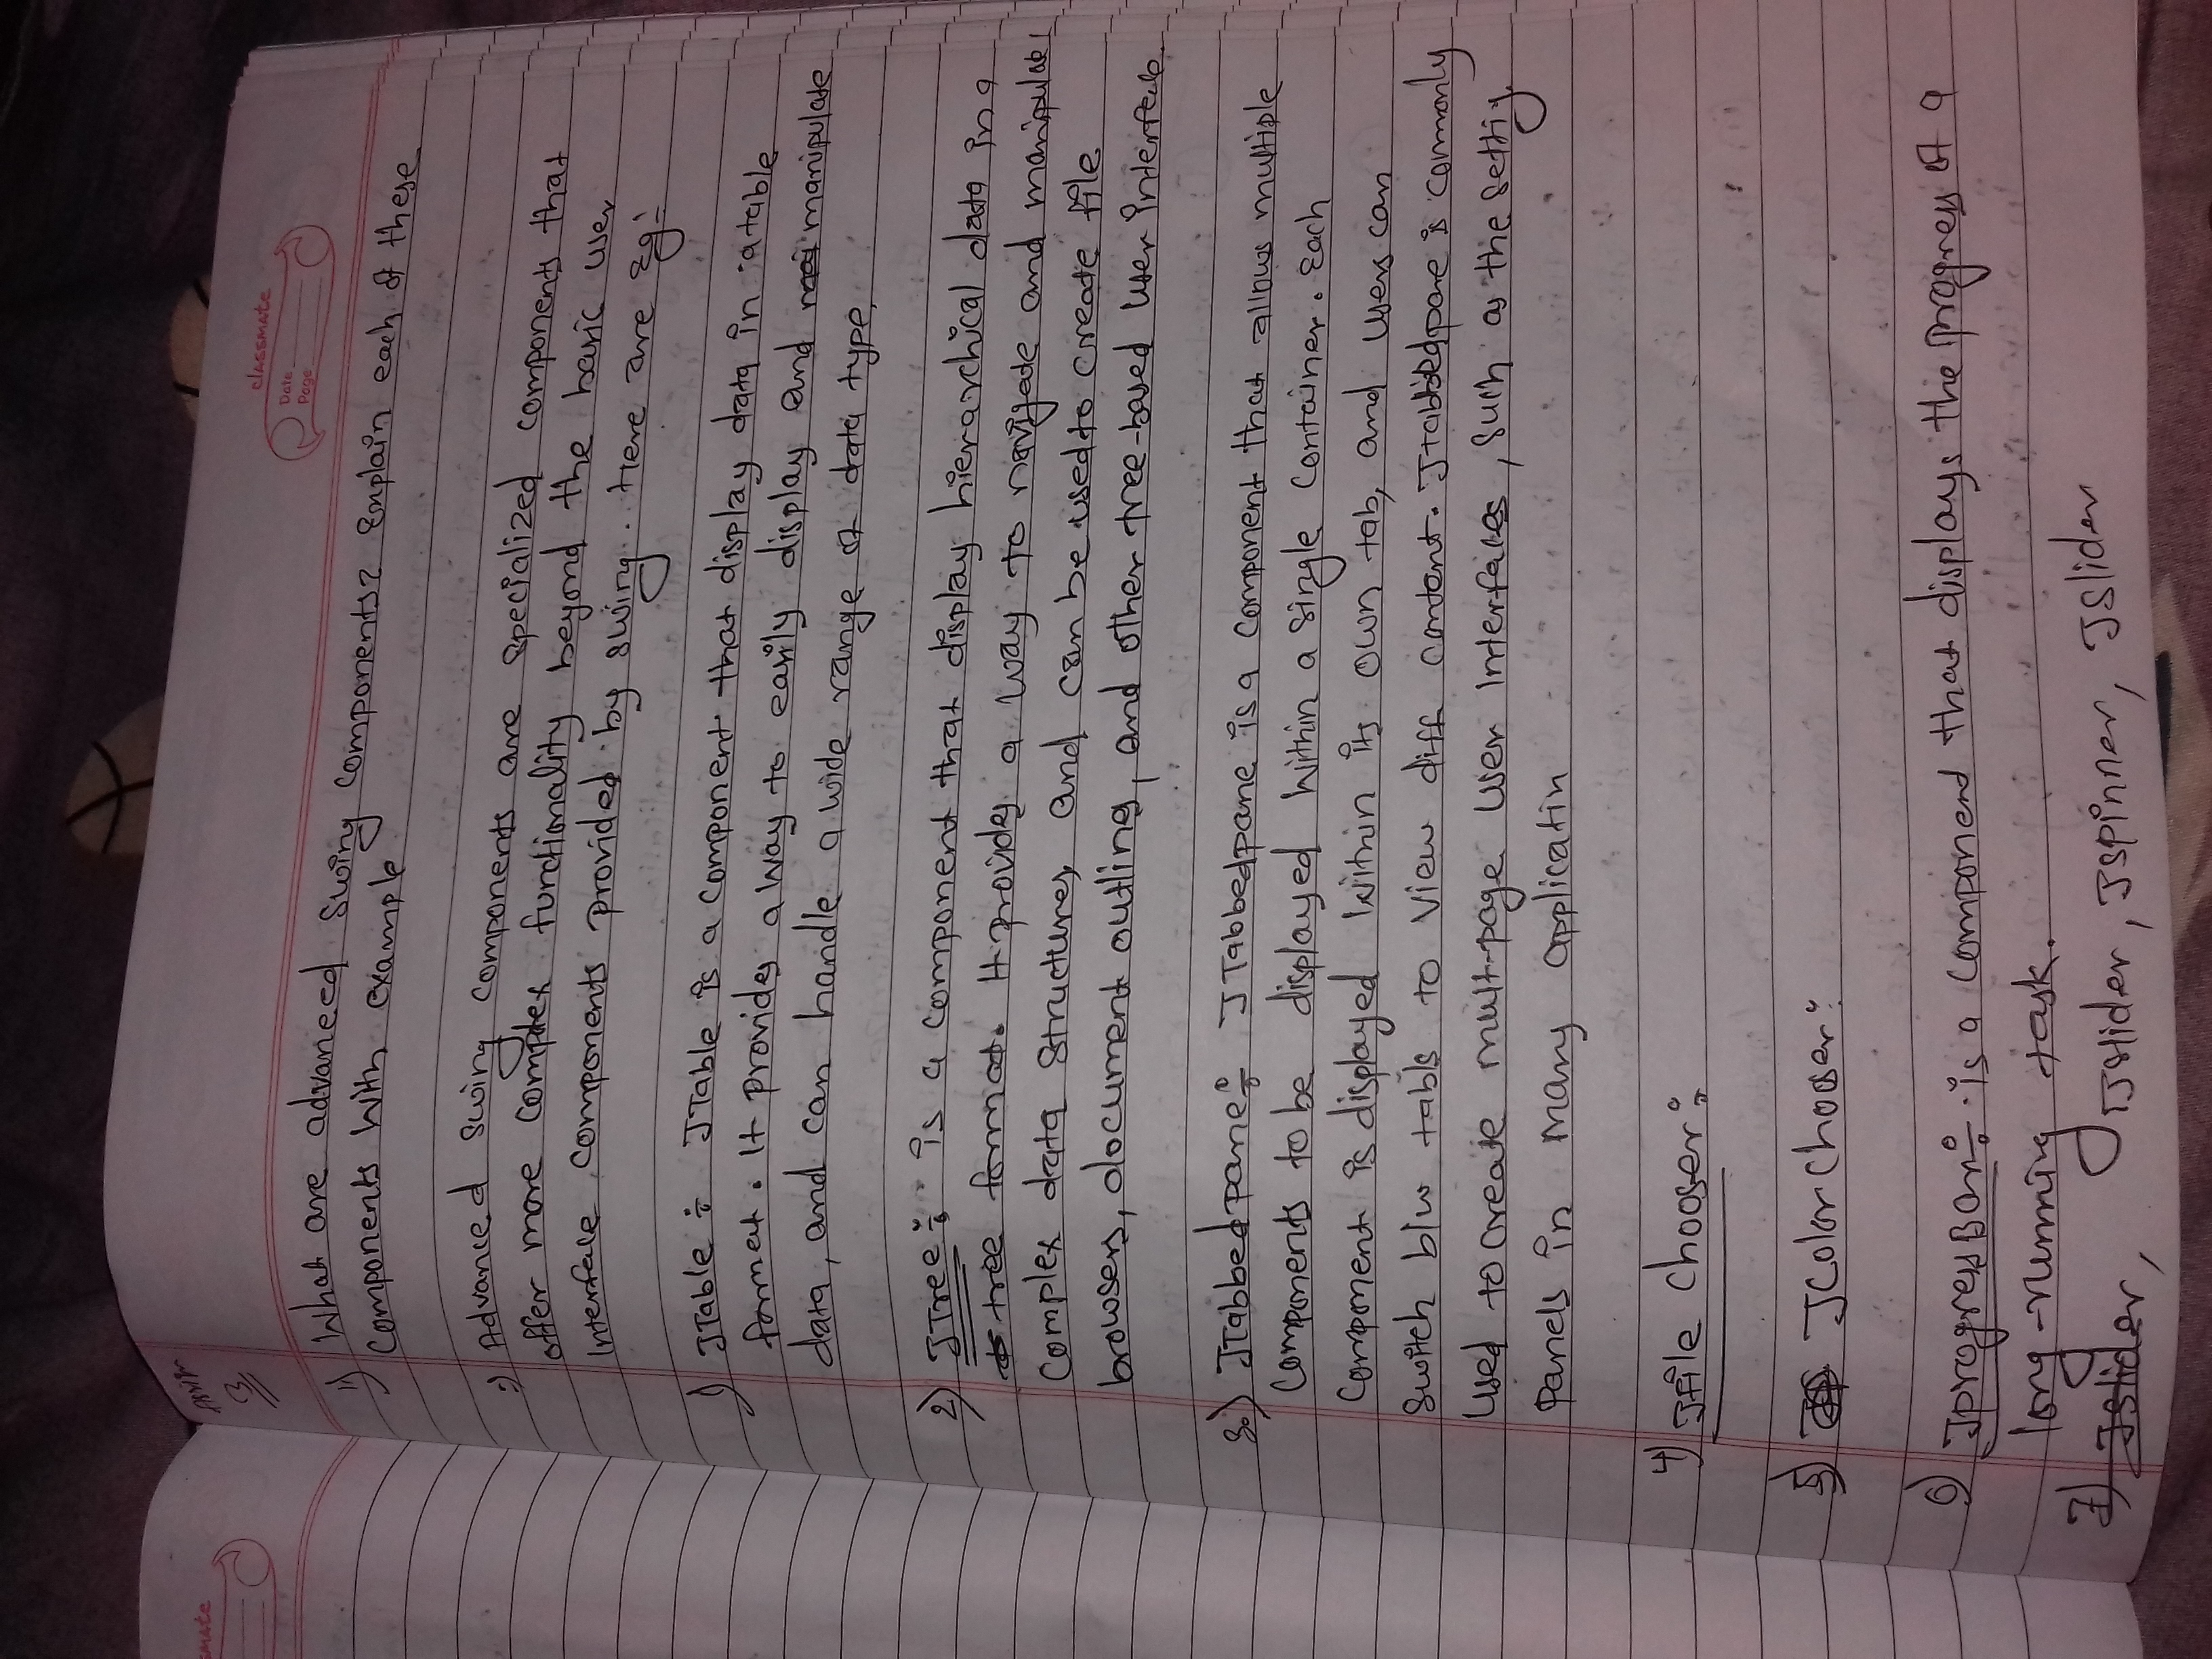 smate
Assign
3
classmate
Date
Page
1) What are advanced Swing components? Explain each of these
components with example
=) Advanced swing components are specialized components that
offer more complex functionality beyond the basic user
interface components provided by swing. Here are Eg:
1) JTable : JTable is a component that display data in a table
format. It provides a way to easily display and manipulate
data, and can handle a wide range of data type.
2) JTree : is a component that display hierarchical data in a
tree format. It provides a way to navigate and manipulate
complex data structures, and can be used to create file
browsers, document outling, and other tree-based user interface.
3.) JTabbedpane : JTabbedpane is a component that allows multiple
components to be displayed within a single container. Each
component is displayed within its own tab, and users can
switch b/w tabls to view diff content. Jtabbedpane is commonly
used to create mult-page user interfaces, such as the settig
panels in many applicatin
4) Jfile Chooser :
5) JColorChooser :
6) JprogressBar : is a component that displays the progress of a
long-running task.
7) Jslider, JSlider, Jspinner, JSlider